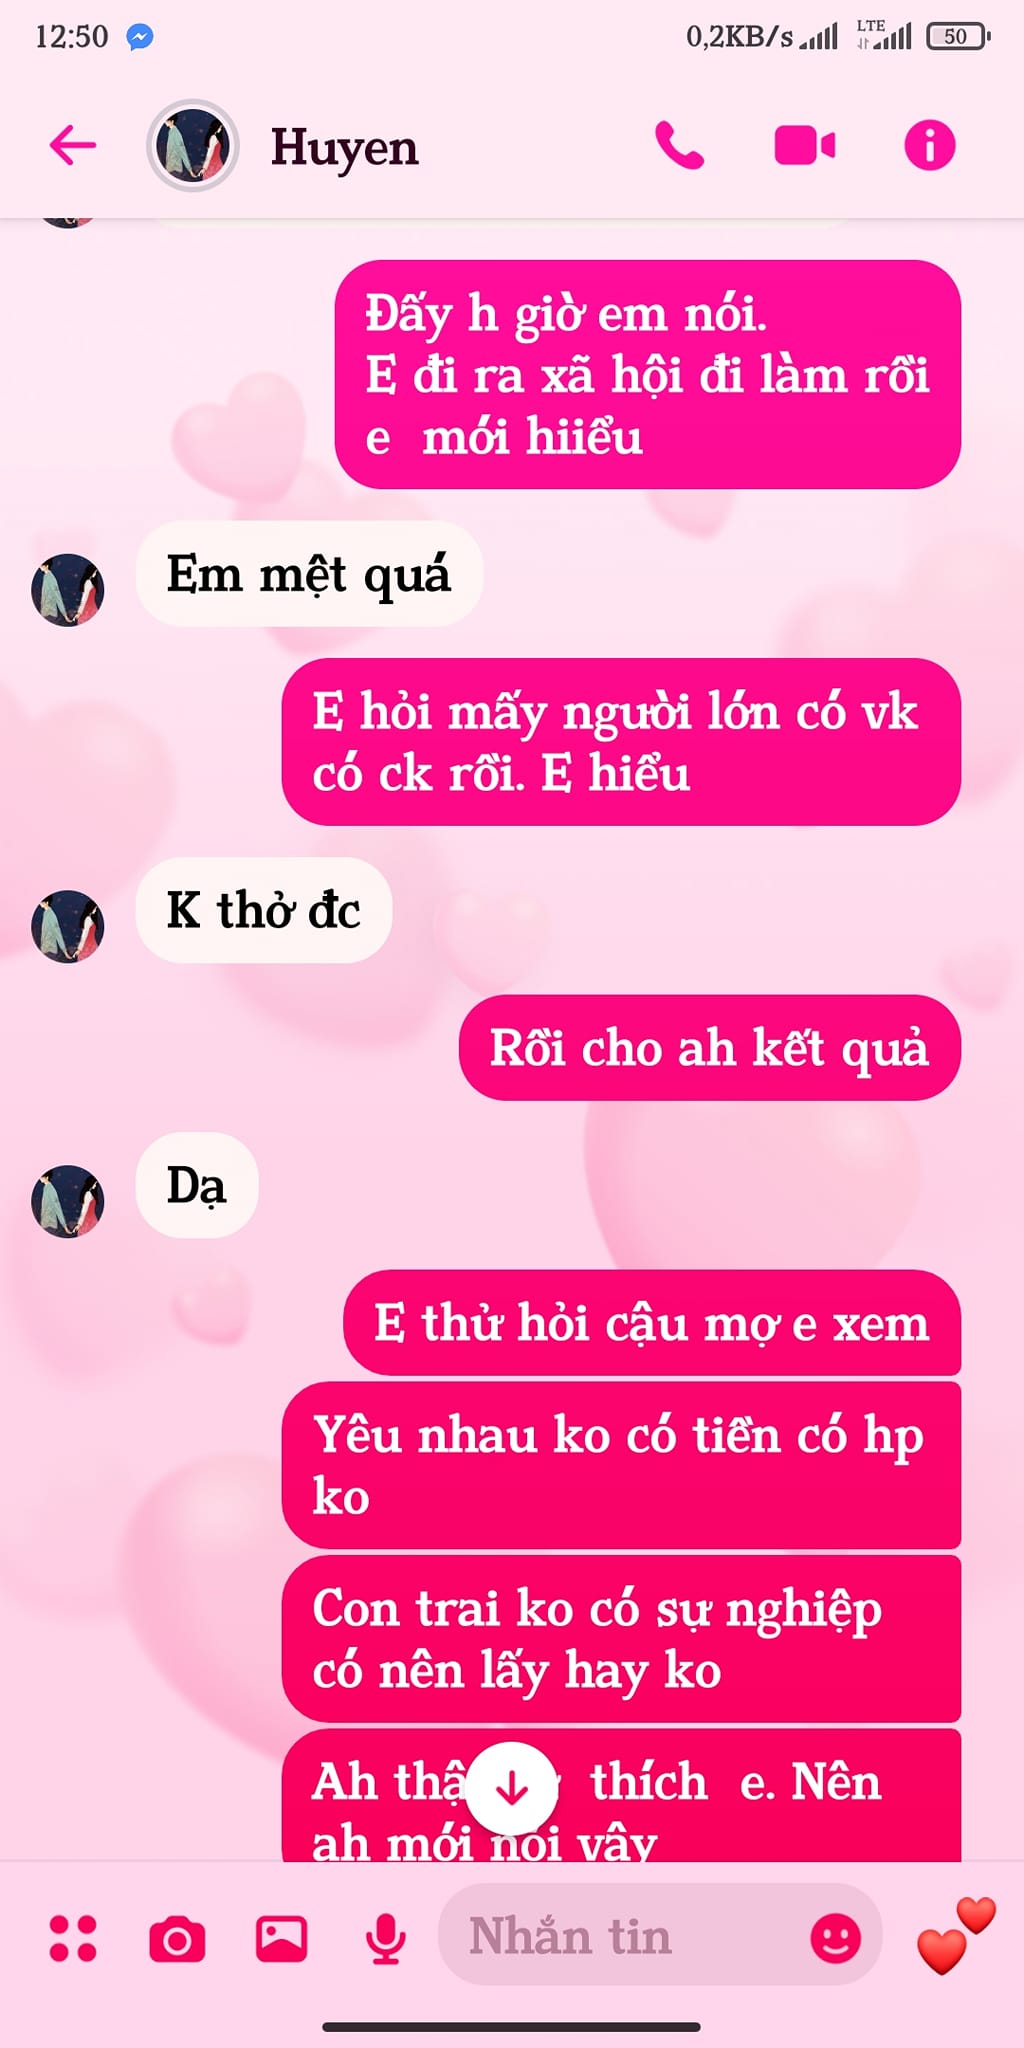 12:50
0,2KB/s LTE 50
Huyen
Đấy h giờ em nói.
E đi ra xã hội đi làm rồi
e mới hiiểu
Em mệt quá
E hỏi mấy người lớn có vk
có ck rồi. E hiểu
K thở đc
Rồi cho ah kết quả
Dạ
E thử hỏi cậu mợ e xem
Yêu nhau ko có tiền có hp
ko
Con trai ko có sự nghiệp
có nên lấy hay ko
Ah thích e. Nên
ah mới nói vậy
Nhắn tin